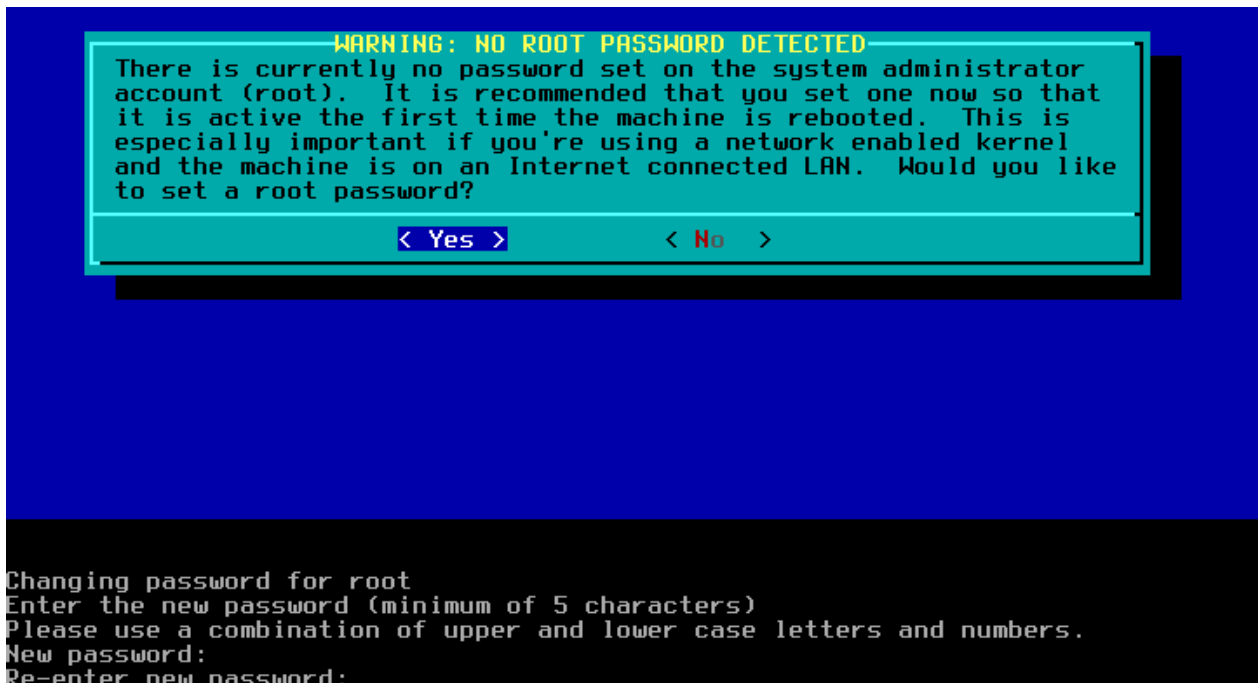 WARNING: NO ROOT PASSWORD DETECTED
There is currently no password set on the system administrator
account (root).  It is recommended that you set one now so that
it is active the first time the machine is rebooted.  This is
especially important if you're using a network enabled kernel
and the machine is on an Internet connected LAN.  Would you like
to set a root password?
< Yes > < No >
Changing password for root
Enter the new password (minimum of 5 characters)
Please use a combination of upper and lower case letters and numbers.
New password:
Re-enter new password: